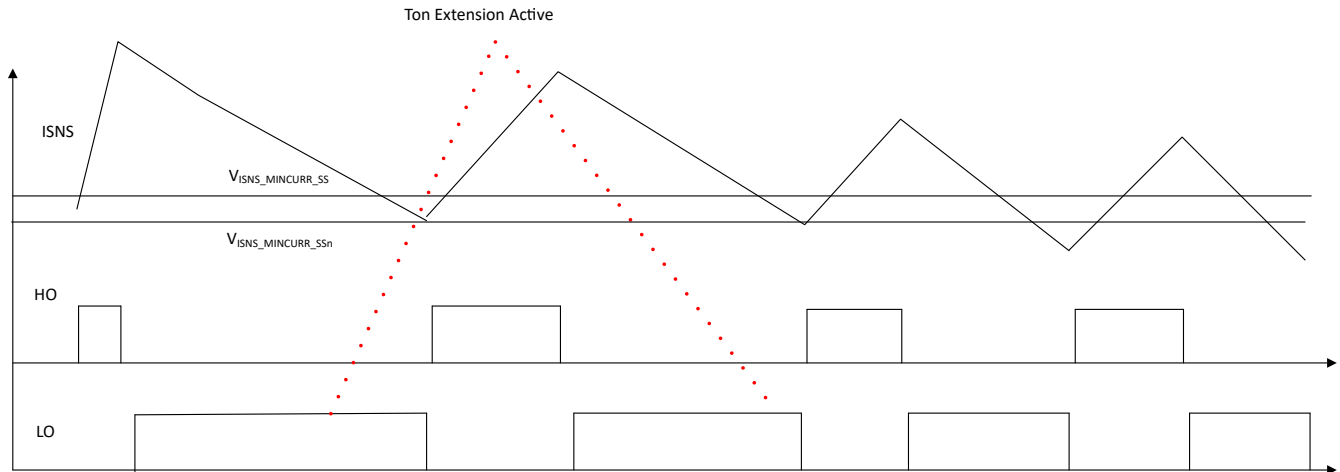 Ton Extension Active
ISNS
VISNS_MINCURR_SS
VISNS_MINCURR_SSn
HO
LO